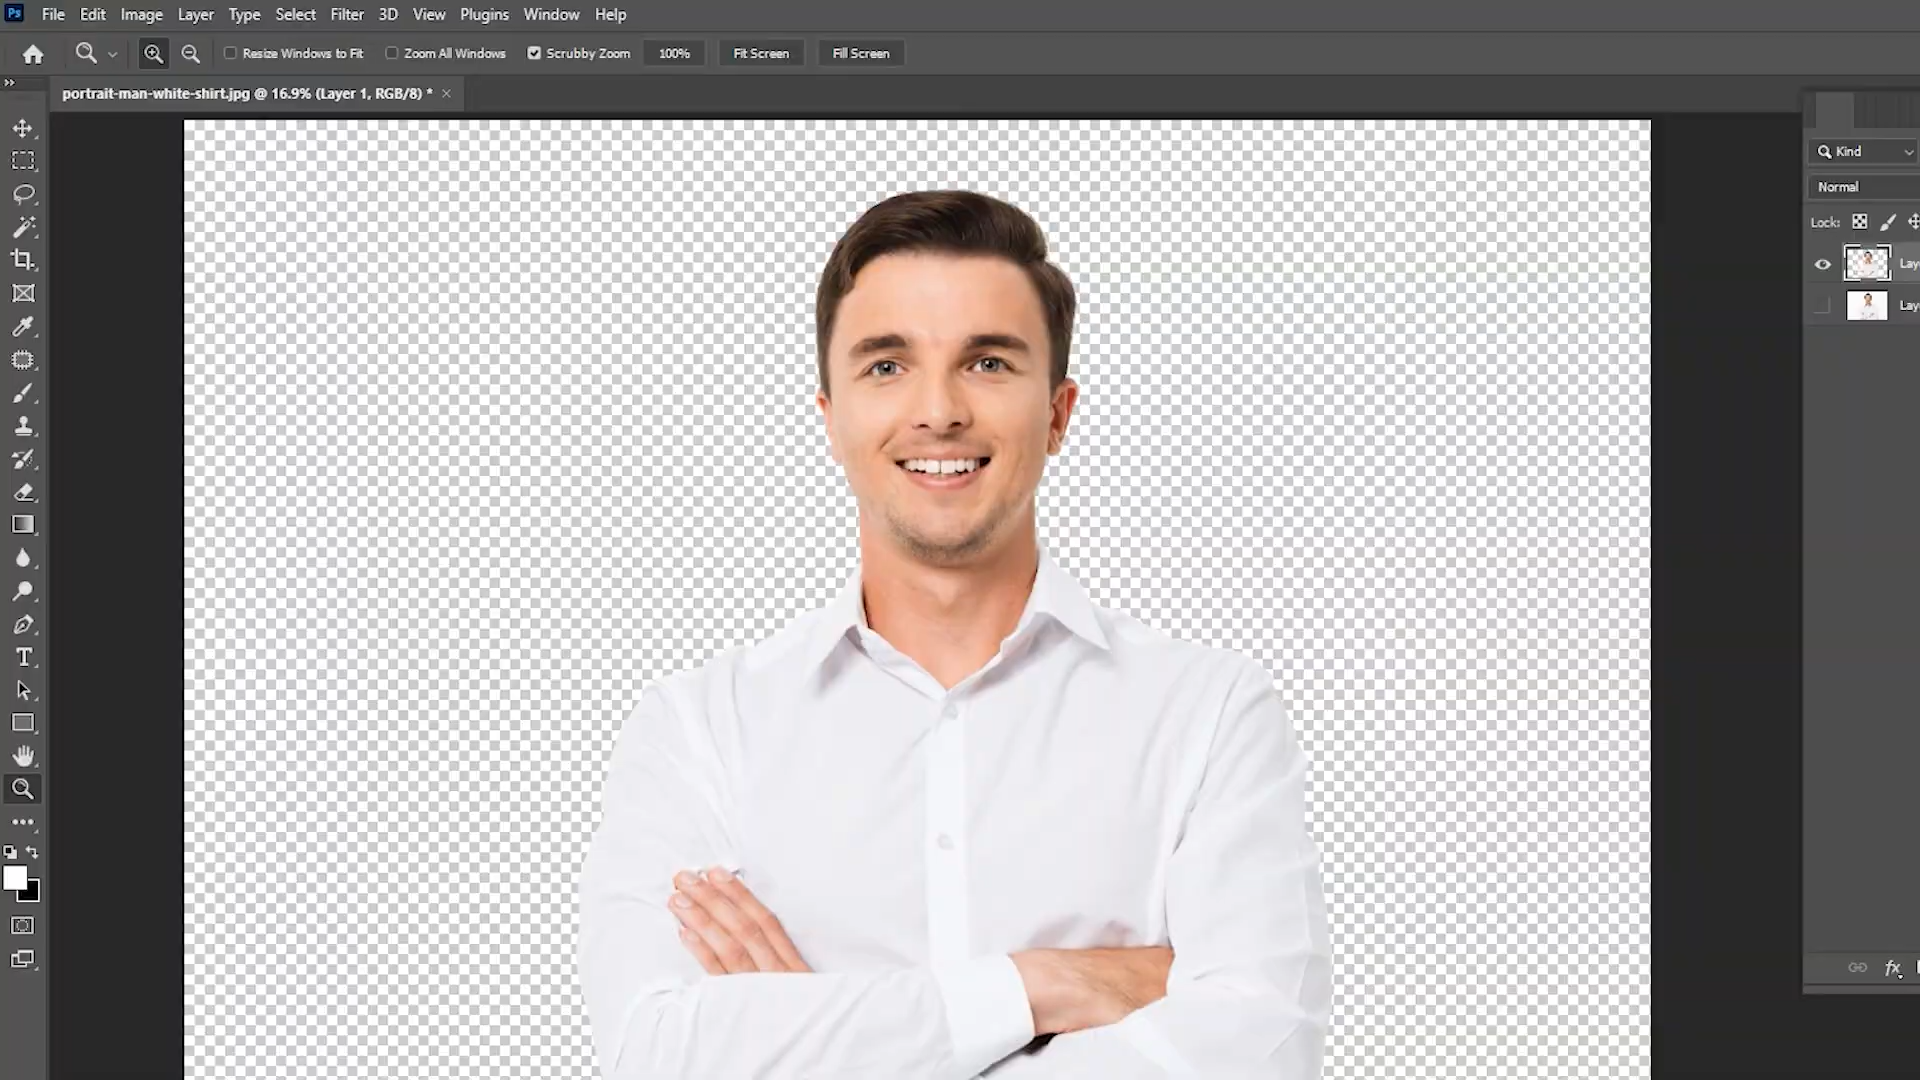 Ps File Edit Image Layer Type Select Filter 3D View Plugins Window Help
Resize Windows to Fit Zoom All Windows Scrubby Zoom 100% Fit Screen Fill Screen
portrait-man-white-shirt.jpg @ 16.9% (Layer 1, RGB/8) * ×
Kind
Normal
Lock:
Lay
Lay
T
fx